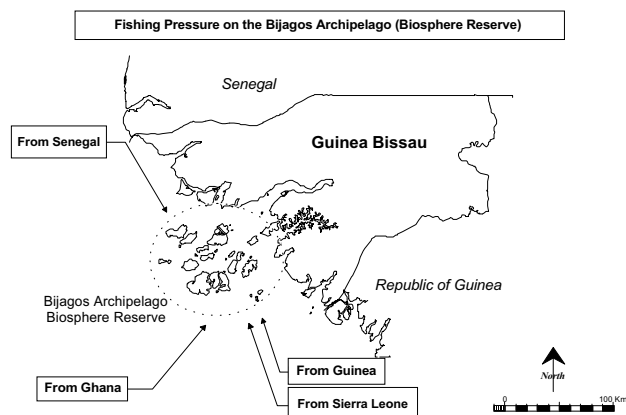 Fishing Pressure on the Bijagos Archipelago (Biosphere Reserve)
Senegal
From Senegal
Guinea Bissau
Republic of Guinea
Bijagos Archipelago
Biosphere Reserve
From Guinea
From Ghana
From Sierra Leone
North
0 100 Km